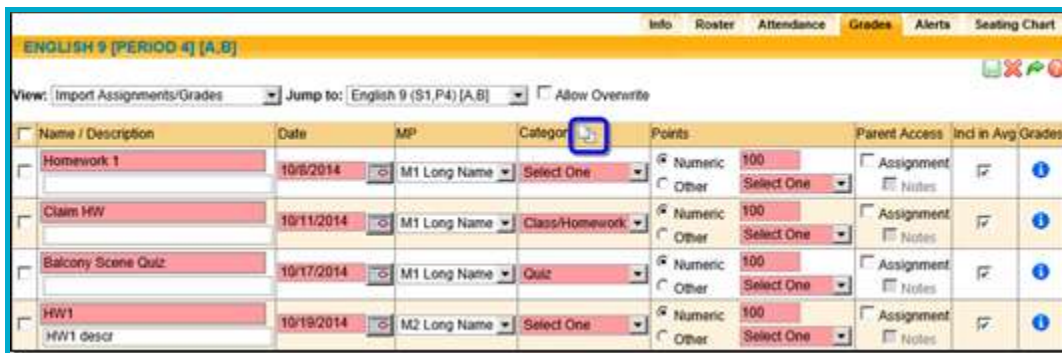 Info Roster Attendance Grades Alerts Seating Chart
ENGLISH 9 [PERIOD 4] [A,B]
View: Import Assignments/Grades Jump to: English 9 (S1,P4) [A,B] Allow Overwrite
Name / Description Date MP Categor Points Parent Access Incl in Avg Grades
Homework 1 10/8/2014 M1 Long Name Select One Numeric 100 Assignment
Other Select One Notes
Claim HW 10/11/2014 M1 Long Name Class/Homework Numeric 100 Assignment
Other Select One Notes
Balcony Scene Quiz 10/17/2014 M1 Long Name Quiz Numeric 100 Assignment
Other Select One Notes
HW1 10/19/2014 M2 Long Name Select One Numeric 100 Assignment
HW1 descr Other Select One Notes